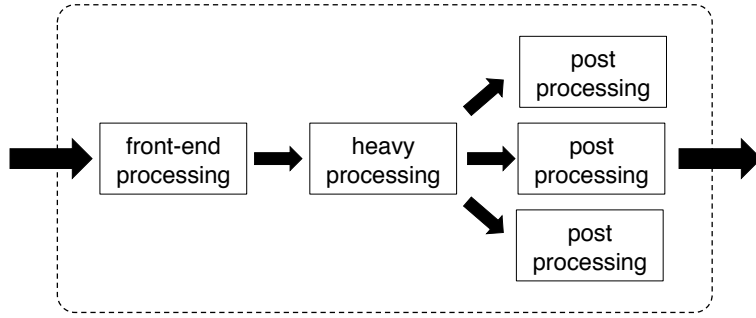 front-end
processing
heavy
processing
post
processing
post
processing
post
processing